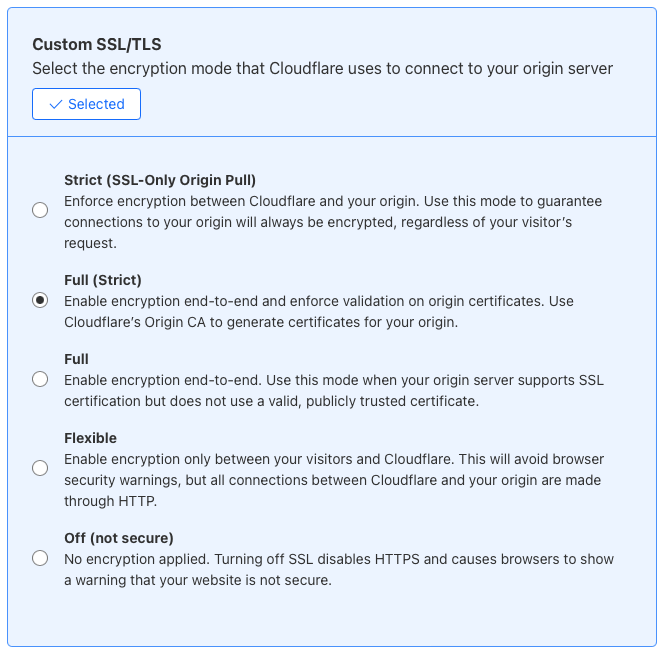 Custom SSL/TLS
Select the encryption mode that Cloudflare uses to connect to your origin server
Selected
Strict (SSL-Only Origin Pull)
Enforce encryption between Cloudflare and your origin. Use this mode to guarantee
connections to your origin will always be encrypted, regardless of your visitor’s
request.
Full (Strict)
Enable encryption end-to-end and enforce validation on origin certificates. Use
Cloudflare’s Origin CA to generate certificates for your origin.
Full
Enable encryption end-to-end. Use this mode when your origin server supports SSL
certification but does not use a valid, publicly trusted certificate.
Flexible
Enable encryption only between your visitors and Cloudflare. This will avoid browser
security warnings, but all connections between Cloudflare and your origin are made
through HTTP.
Off (not secure)
No encryption applied. Turning off SSL disables HTTPS and causes browsers to show
a warning that your website is not secure.